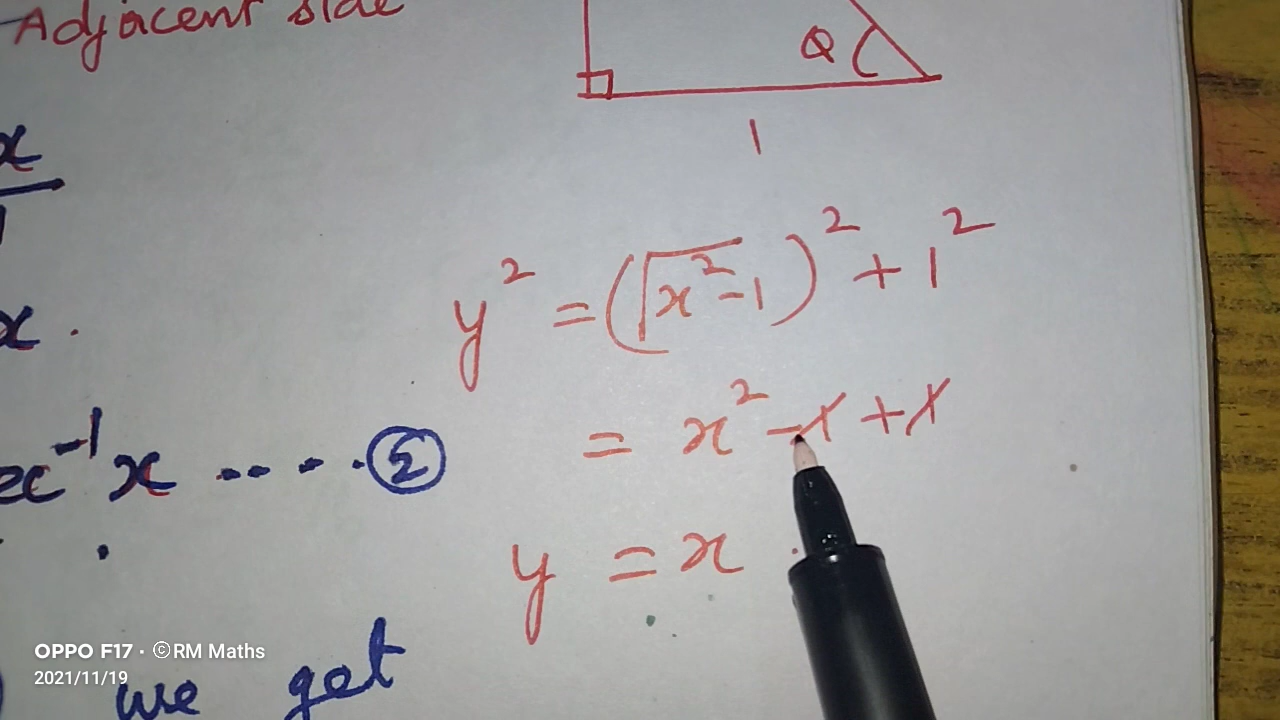 Adjacent side
θ
1
x
1
y² = (√x²-1)² + 1²
x.
= x² - 1 + 1
ec⁻¹x ..... ②
y = x
we get
OPPO F17 · ©RM Maths
2021/11/19